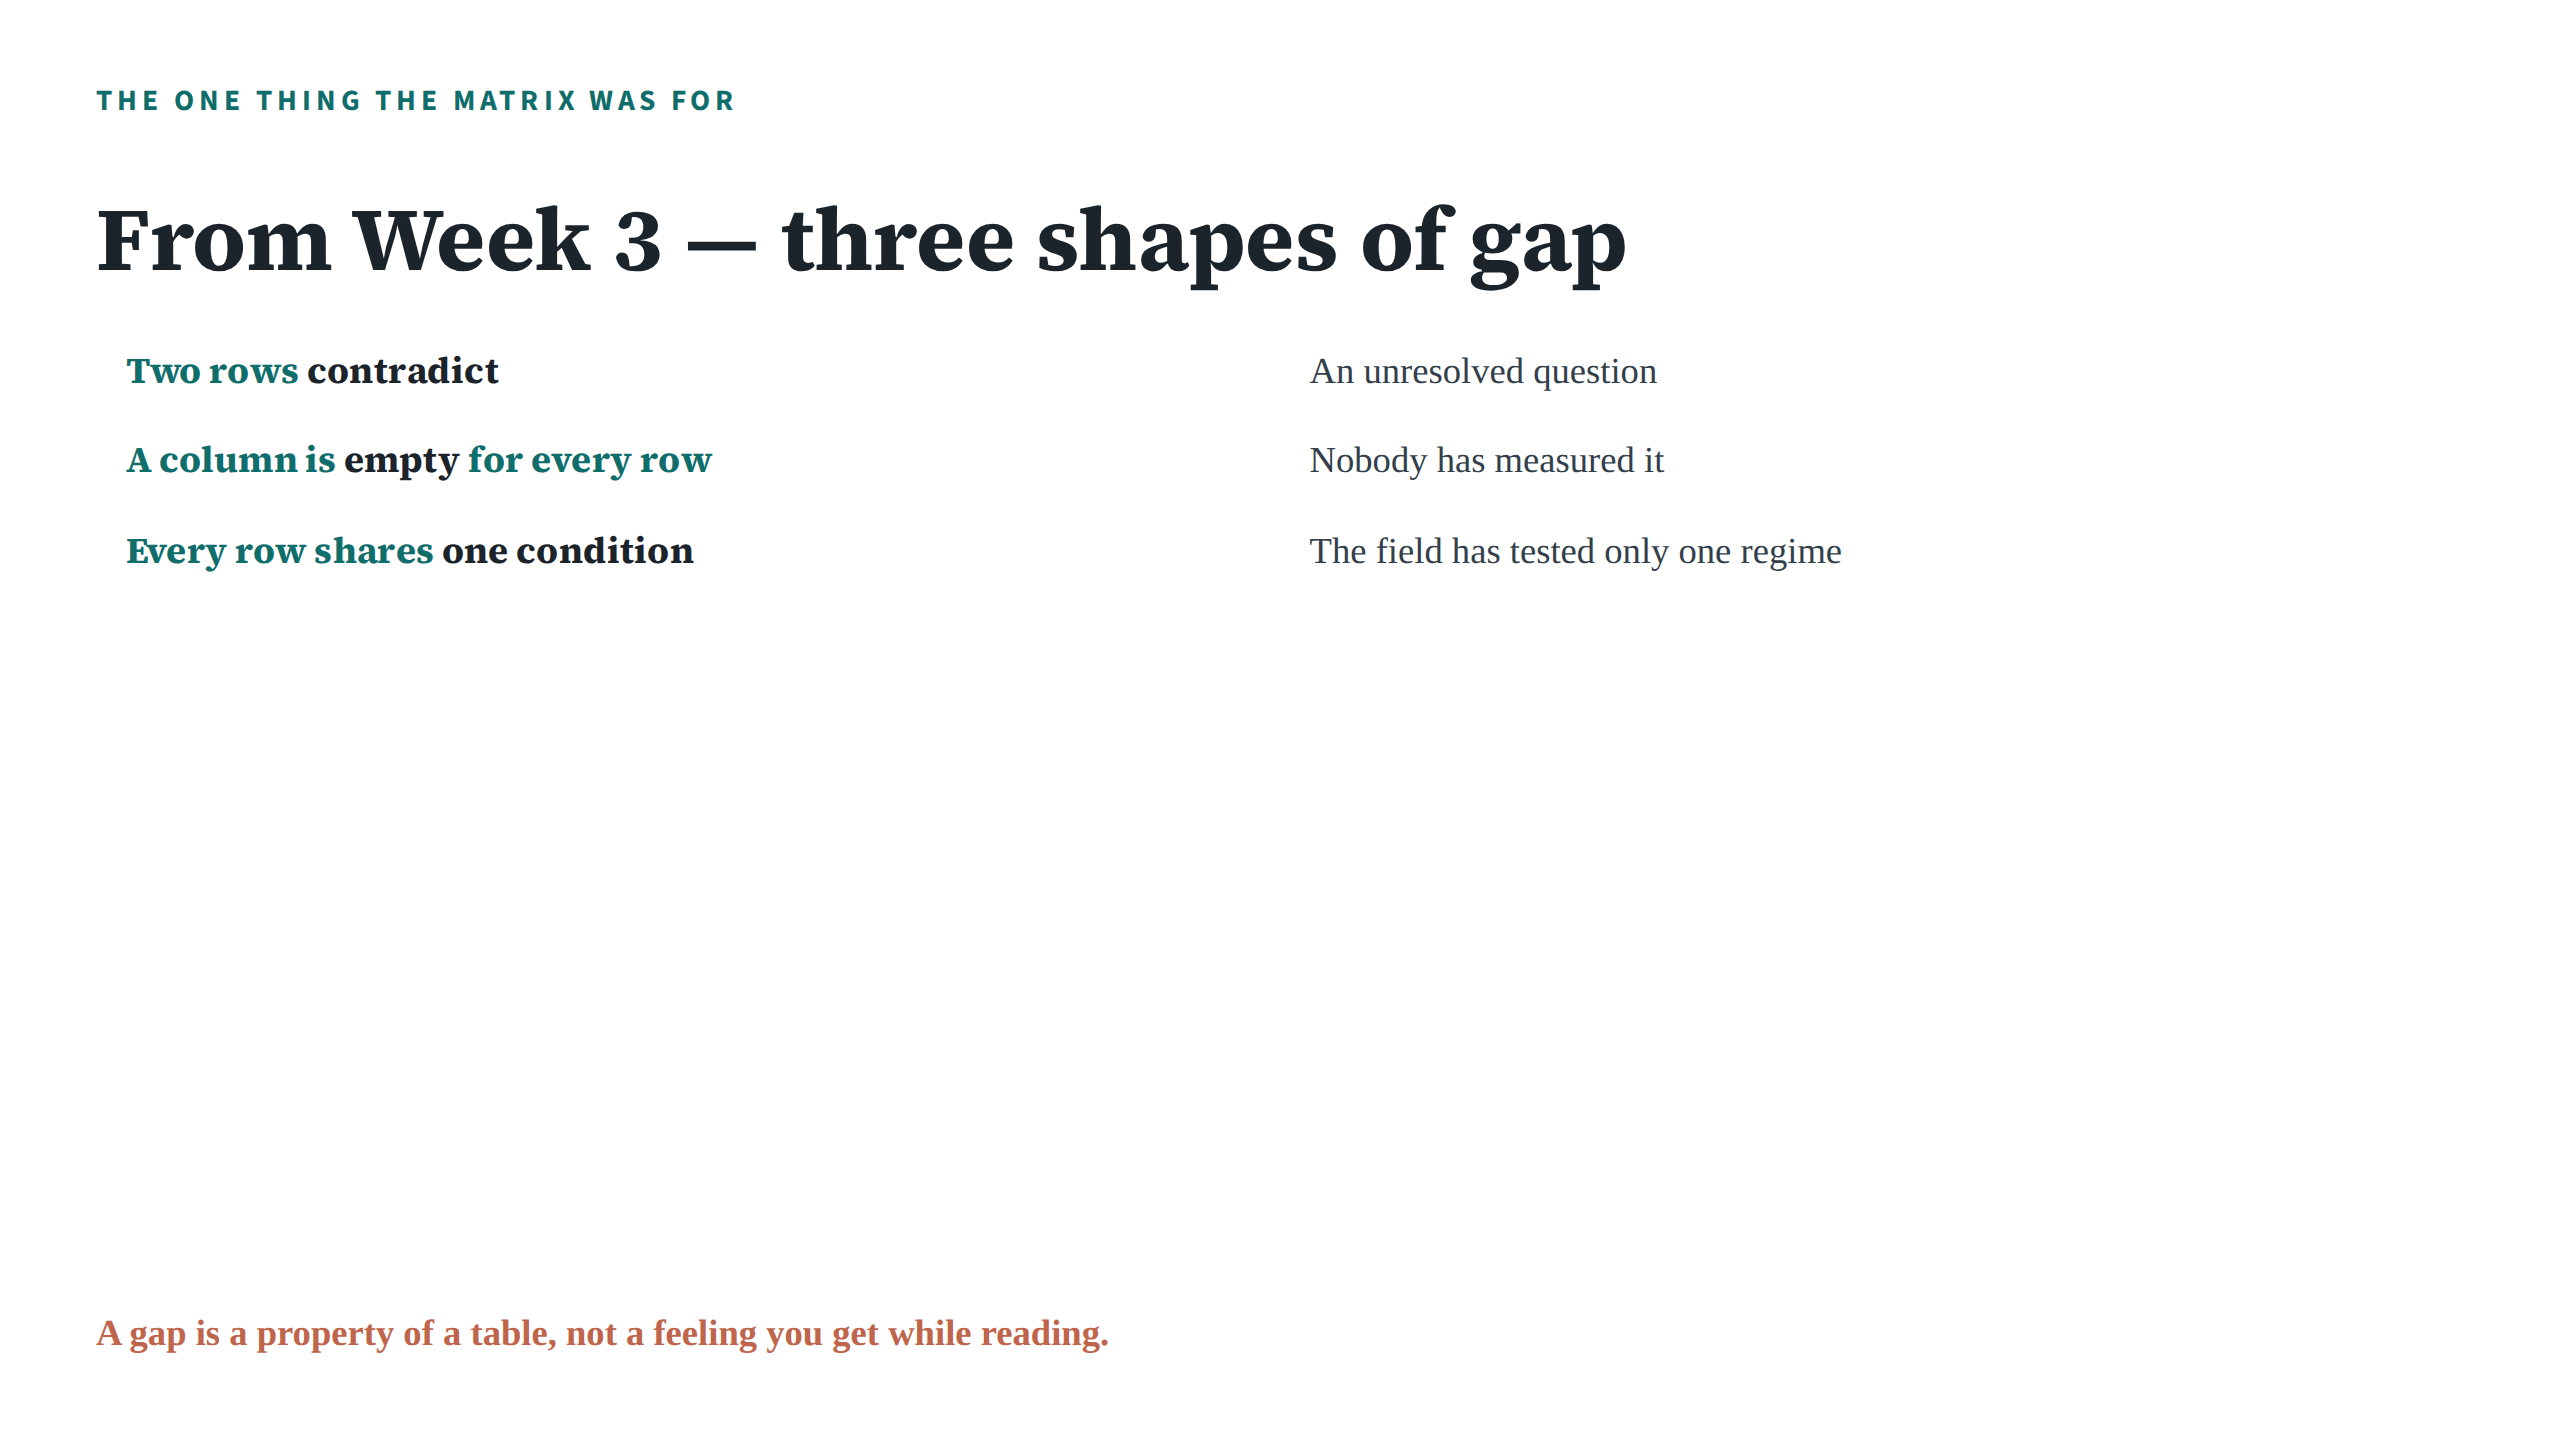 THE ONE THING THE MATRIX WAS FOR
From Week 3 — three shapes of gap
Two rows contradict
An unresolved question
A column is empty for every row
Nobody has measured it
Every row shares one condition
The field has tested only one regime
A gap is a property of a table, not a feeling you get while reading.